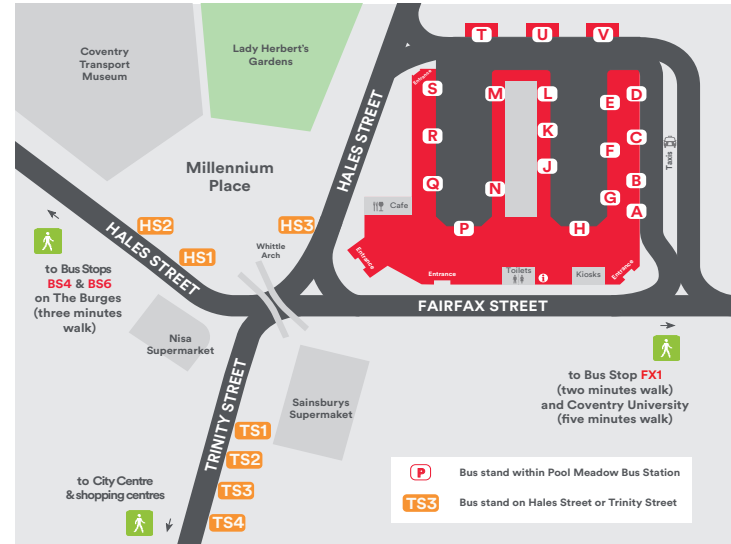 Coventry
Transport
Museum
Lady Herbert's
Gardens
T
U
V
Entrance
S
M
L
E
D
K
R
C
F
J
Q
N
B
G
A
P
H
Taxis
HALES STREET
Millennium
Place
Cafe
HS2
HS3
HS1
HALES STREET
Whittle
Arch
Entrance
Entrance
Toilets
i
Kiosks
Entrance
FAIRFAX STREET
to Bus Stops
BS4 & BS6
on The Burges
(three minutes
walk)
Nisa
Supermarket
to Bus Stop FX1
(two minutes walk)
and Coventry University
(five minutes walk)
Sainsburys
Supermaket
TRINITY STREET
TS1
TS2
TS3
TS4
to City Centre
& shopping centres
P Bus stand within Pool Meadow Bus Station
TS3 Bus stand on Hales Street or Trinity Street